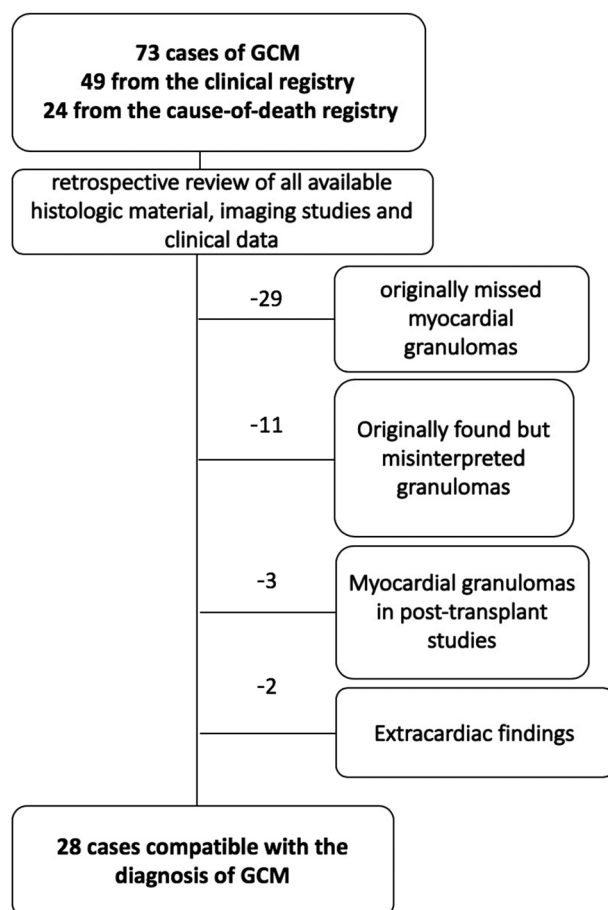 73 cases of GCM
49 from the clinical registry
24 from the cause-of-death registry
retrospective review of all available
histologic material, imaging studies and
clinical data
-29
originally missed
myocardial
granulomas
-11
Originally found but
misinterpreted
granulomas
-3
Myocardial granulomas
in post-transplant
studies
-2
Extracardiac findings
28 cases compatible with the
diagnosis of GCM